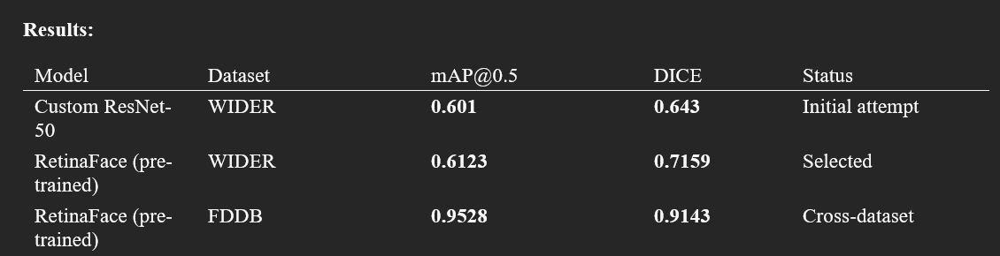 Results:
Model Dataset mAP@0.5 DICE Status
Custom ResNet- WIDER 0.601 0.643 Initial attempt
50
RetinaFace (pre- WIDER 0.6123 0.7159 Selected
trained)
RetinaFace (pre- FDDB 0.9528 0.9143 Cross-dataset
trained)